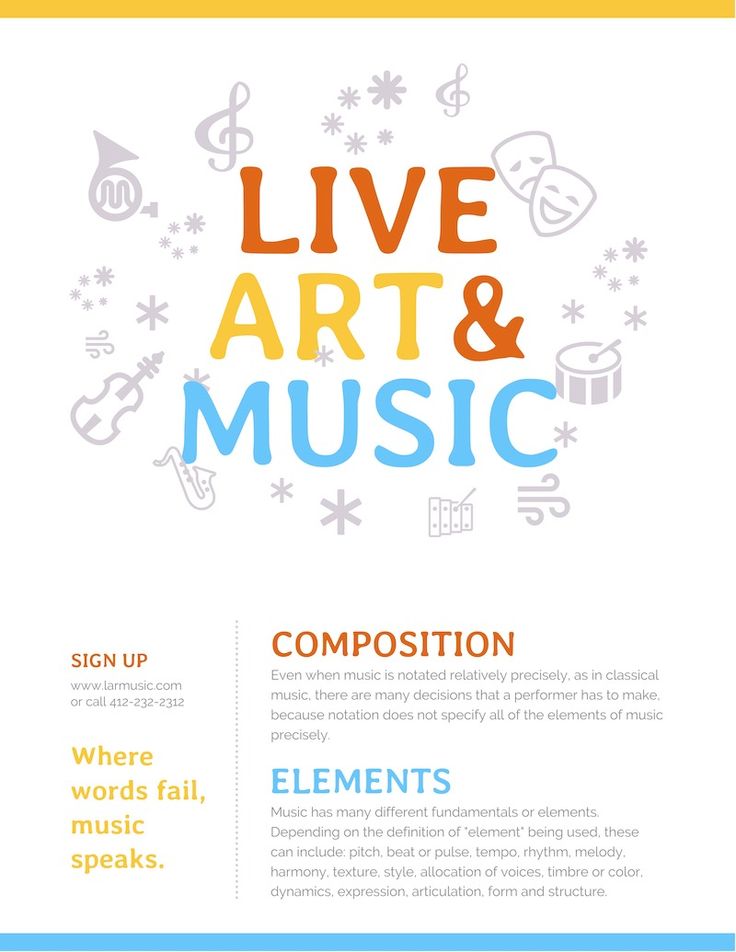 LIVE
ART &
MUSIC
SIGN UP
www.larmusic.com
or call 412-232-2312
Where
words fail,
music
speaks.
COMPOSITION
Even when music is notated relatively precisely, as in classical
music, there are many decisions that a performer has to make,
because notation does not specify all of the elements of music
precisely.
ELEMENTS
Music has many different fundamentals or elements.
Depending on the definition of "element" being used, these
can include: pitch, beat or pulse, tempo, rhythm, melody,
harmony, texture, style, allocation of voices, timbre or color,
dynamics, expression, articulation, form and structure.